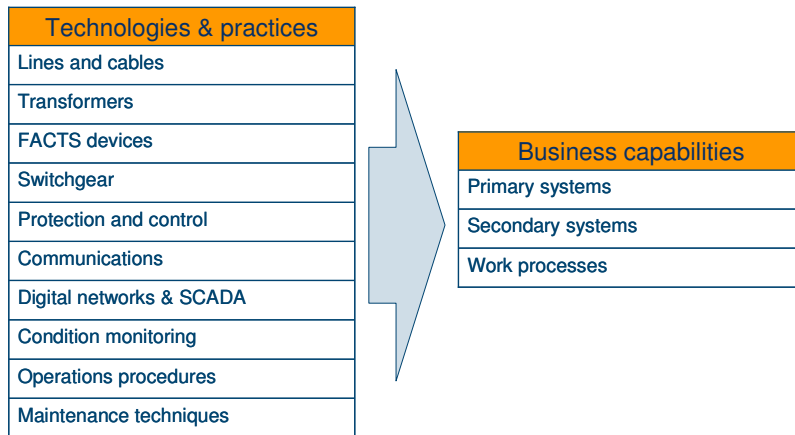 Technologies & practices
Lines and cables
Transformers
FACTS devices
Switchgear
Protection and control
Communications
Digital networks & SCADA
Condition monitoring
Operations procedures
Maintenance techniques
Business capabilities
Primary systems
Secondary systems
Work processes